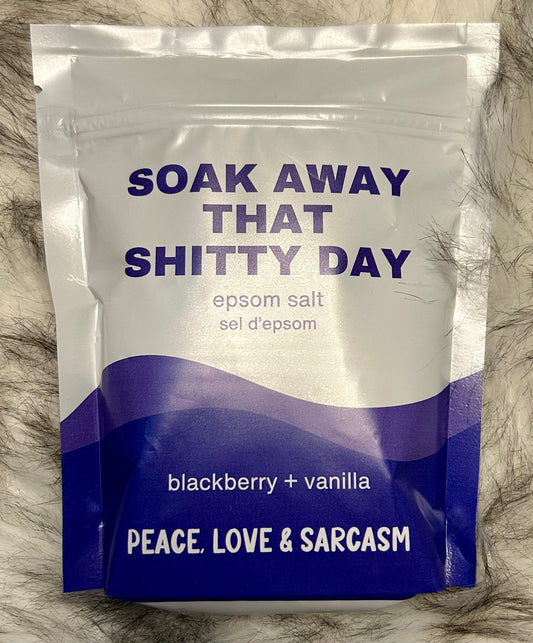 SOAK AWAY
THAT
SHITTY DAY
epsom salt
sel d'epsom
blackberry + vanilla
PEACE, LOVE & SARCASM